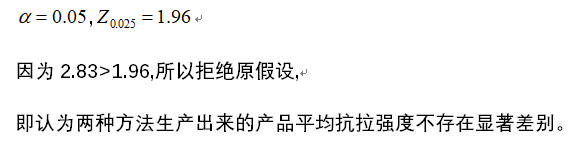 α = 0.05, Z0.025 = 1.96↵
因为 2.83>1.96,所以拒绝原假设,↵
即认为两种方法生产出来的产品平均抗拉强度不存在显著差别。